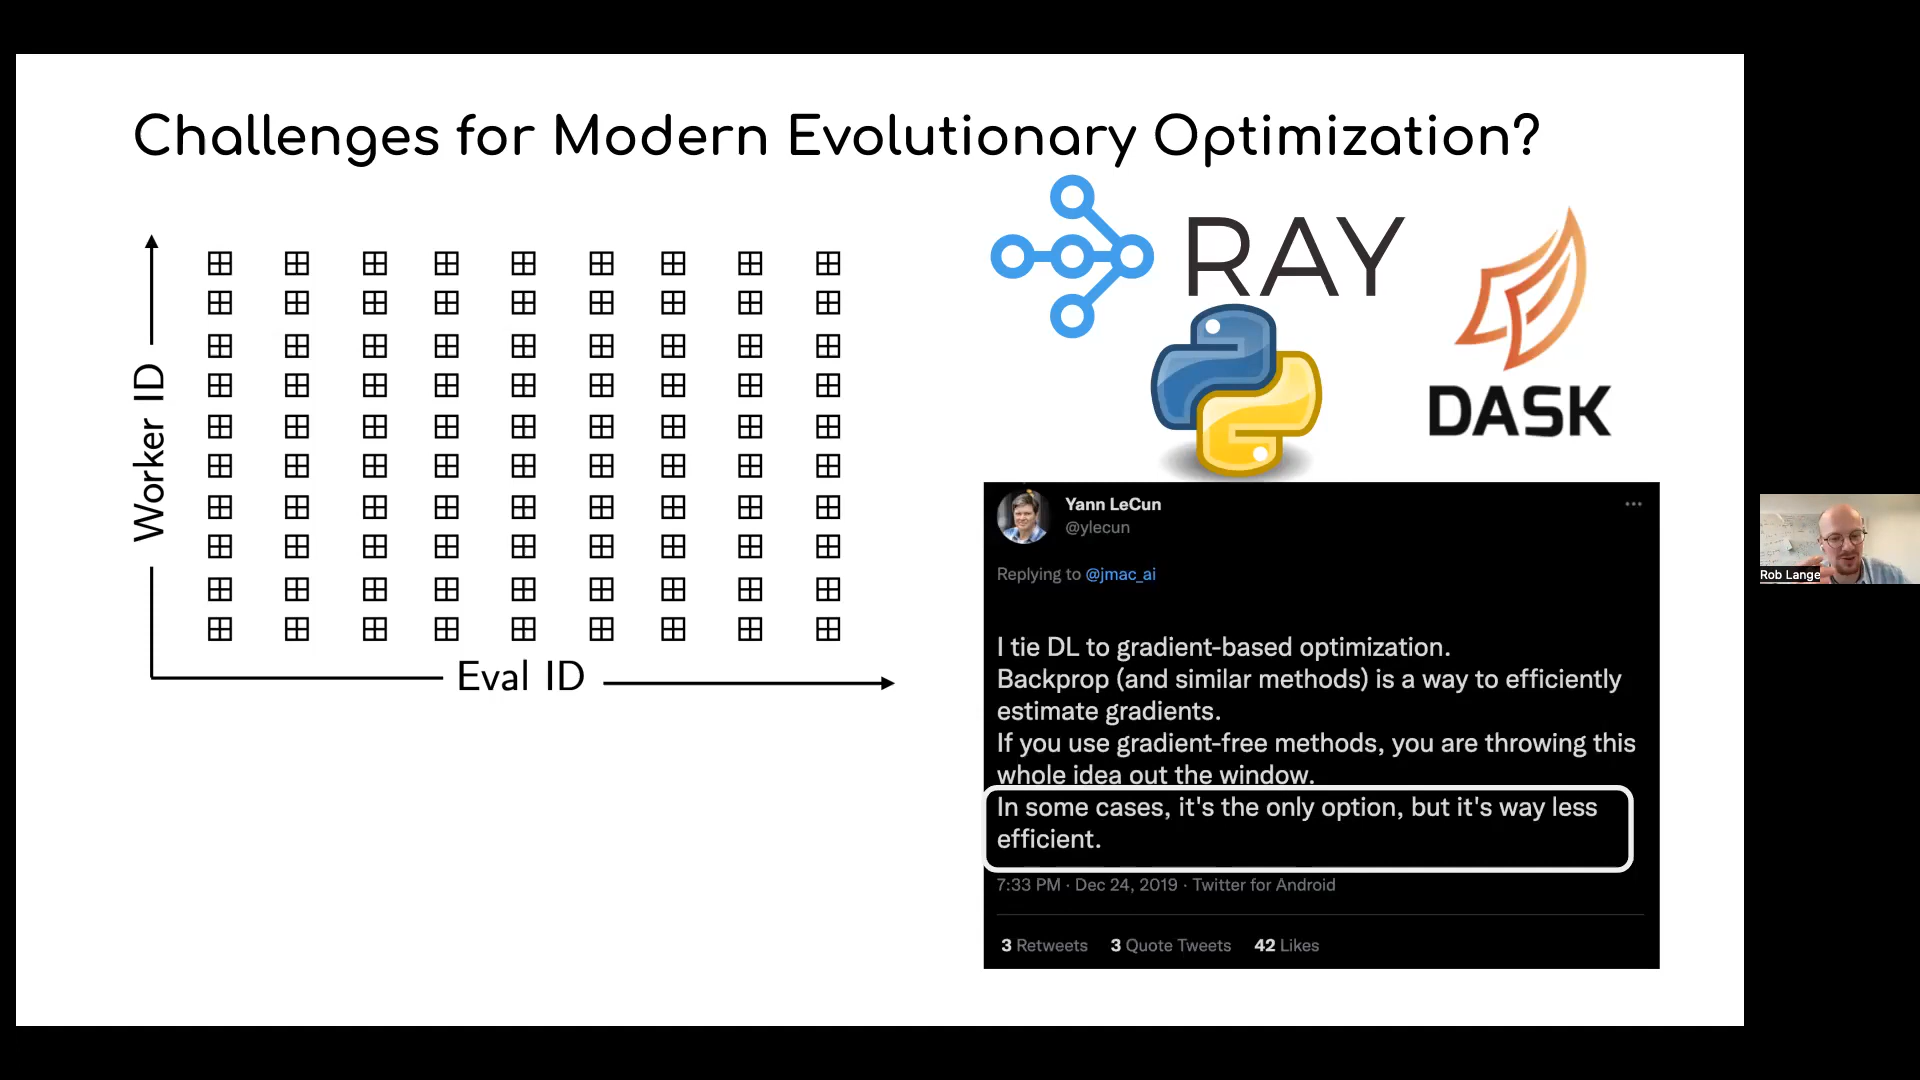 Challenges for Modern Evolutionary Optimization?
Worker ID
Eval ID
RAY
DASK
Yann LeCun
@ylecun
Replying to @jmac_ai
I tie DL to gradient-based optimization.
Backprop (and similar methods) is a way to efficiently
estimate gradients.
If you use gradient-free methods, you are throwing this
whole idea out the window.
In some cases, it's the only option, but it's way less
efficient.
7:33 PM · Dec 24, 2019 · Twitter for Android
3 Retweets 3 Quote Tweets 42 Likes
Rob Lange